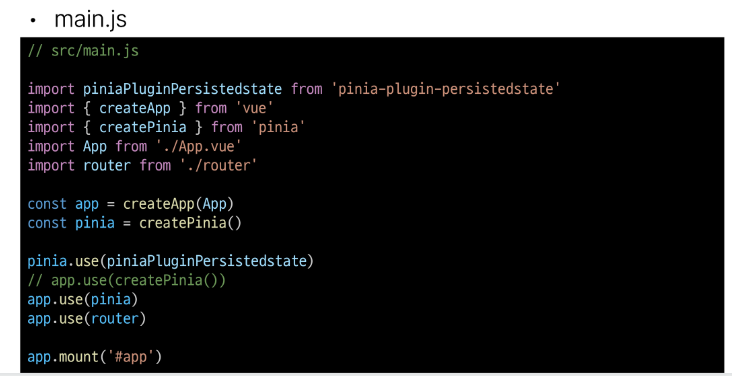 • main.js
// src/main.js
import piniaPluginPersistedstate from 'pinia-plugin-persistedstate'
import { createApp } from 'vue'
import { createPinia } from 'pinia'
import App from './App.vue'
import router from './router'
const app = createApp(App)
const pinia = createPinia()
pinia.use(piniaPluginPersistedstate)
// app.use(createPinia())
app.use(pinia)
app.use(router)
app.mount('#app')